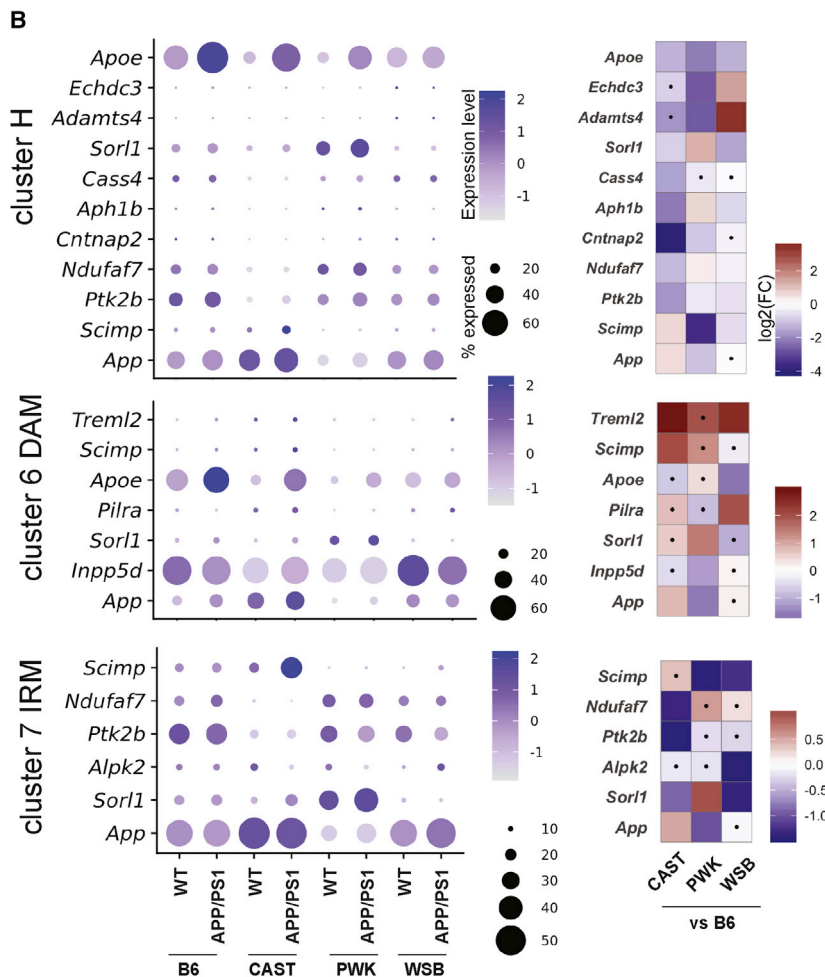 B
cluster H
Apoe
Echdc3
Adamts4
Sorl1
Cass4
Aph1b
Cntnap2
Ndufaf7
Ptk2b
Scimp
App
Expression level
2
1
0
-1
% expressed
20
40
60
Apoe
Echdc3
Adamts4
Sorl1
Cass4
Aph1b
Cntnap2
Ndufaf7
Ptk2b
Scimp
App
log2(FC)
2
0
-2
-4
cluster 6 DAM
Treml2
Scimp
Apoe
Pilra
Sorl1
Inpp5d
App
2
1
0
-1
20
40
60
Treml2
Scimp
Apoe
Pilra
Sorl1
Inpp5d
App
2
1
0
-1
cluster 7 IRM
Scimp
Ndufaf7
Ptk2b
Alpk2
Sorl1
App
2
1
0
-1
10
20
30
40
50
Scimp
Ndufaf7
Ptk2b
Alpk2
Sorl1
App
0.5
0.0
-0.5
-1.0
WT
APP/PS1
WT
APP/PS1
WT
APP/PS1
WT
APP/PS1
B6
CAST
PWK
WSB
CAST
PWK
WSB
vs B6